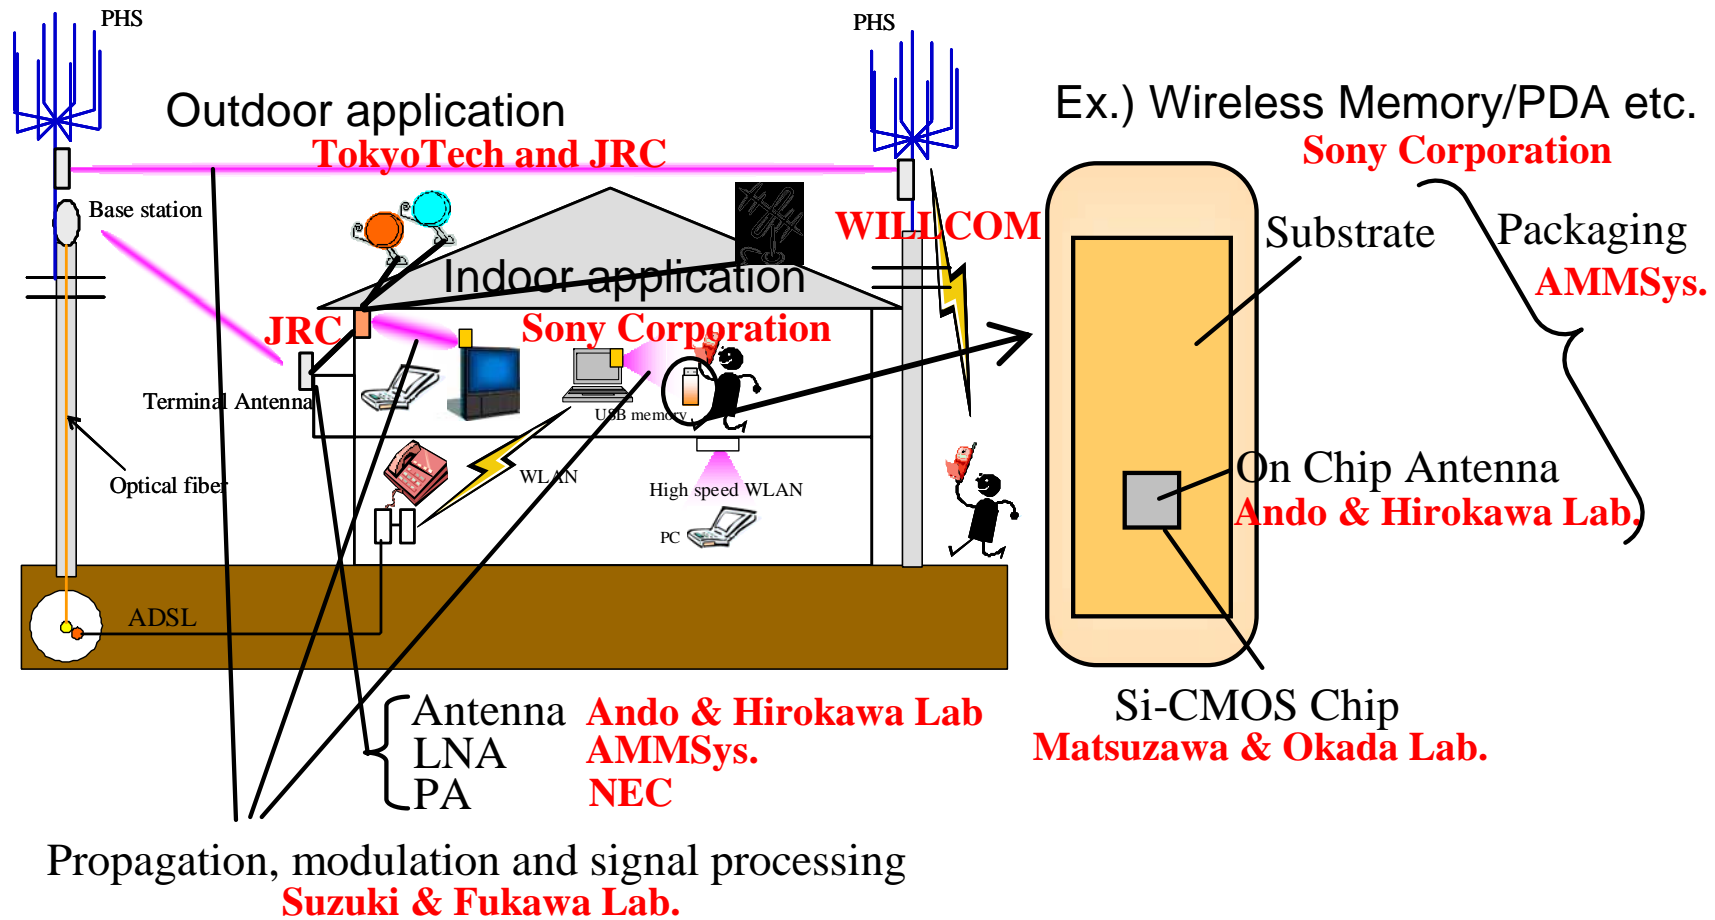 PHS
PHS
Outdoor application
TokyoTech and JRC
Ex.) Wireless Memory/PDA etc.
Sony Corporation
Base station
WILLCOM
Substrate
Packaging
AMMSys.
Indoor application
JRC
Sony Corporation
Terminal Antenna
USB memory
Optical fiber
WLAN
High speed WLAN
PC
On Chip Antenna
Ando & Hirokawa Lab.
ADSL
Antenna Ando & Hirokawa Lab
LNA AMMSys.
PA NEC
Si-CMOS Chip
Matsuzawa & Okada Lab.
Propagation, modulation and signal processing
Suzuki & Fukawa Lab.